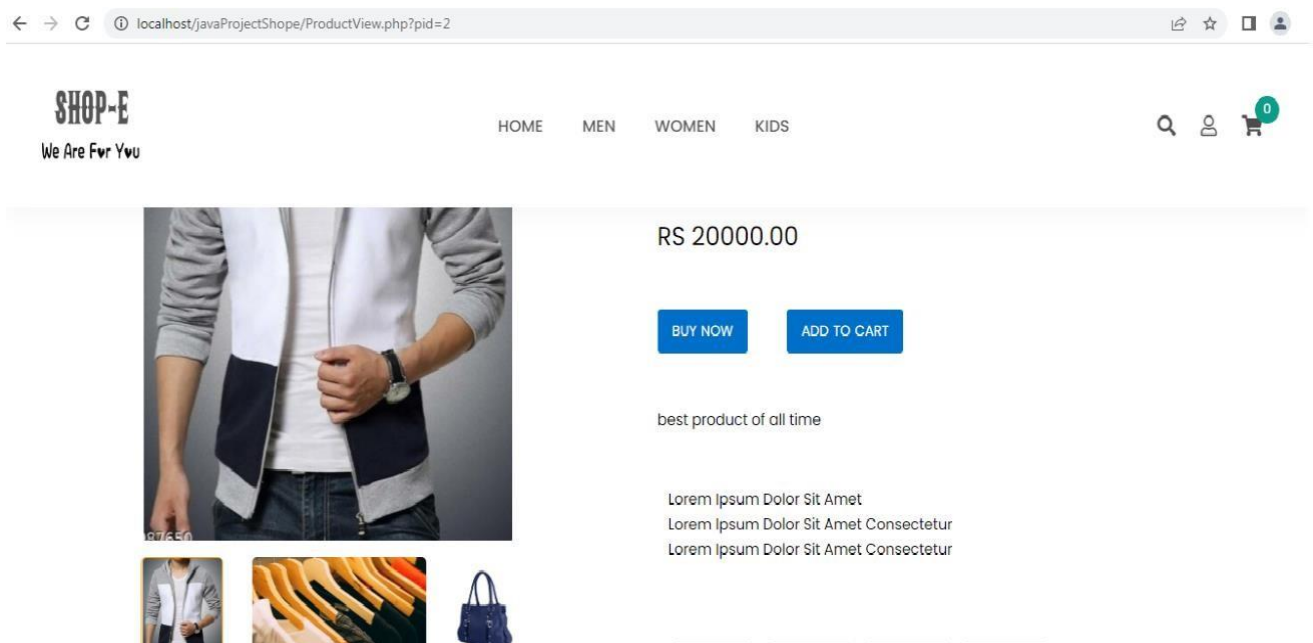 localhost/javaProjectShope/ProductView.php?pid=2
SHOP-E
We Are For You
HOME MEN WOMEN KIDS
0
RS 20000.00
BUY NOW ADD TO CART
best product of all time
Lorem Ipsum Dolor Sit Amet
Lorem Ipsum Dolor Sit Amet Consectetur
Lorem Ipsum Dolor Sit Amet Consectetur
87650